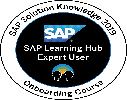 SAP Solution Knowledge 2019
SAP
SAP Learning Hub
Expert User
Onboarding Course